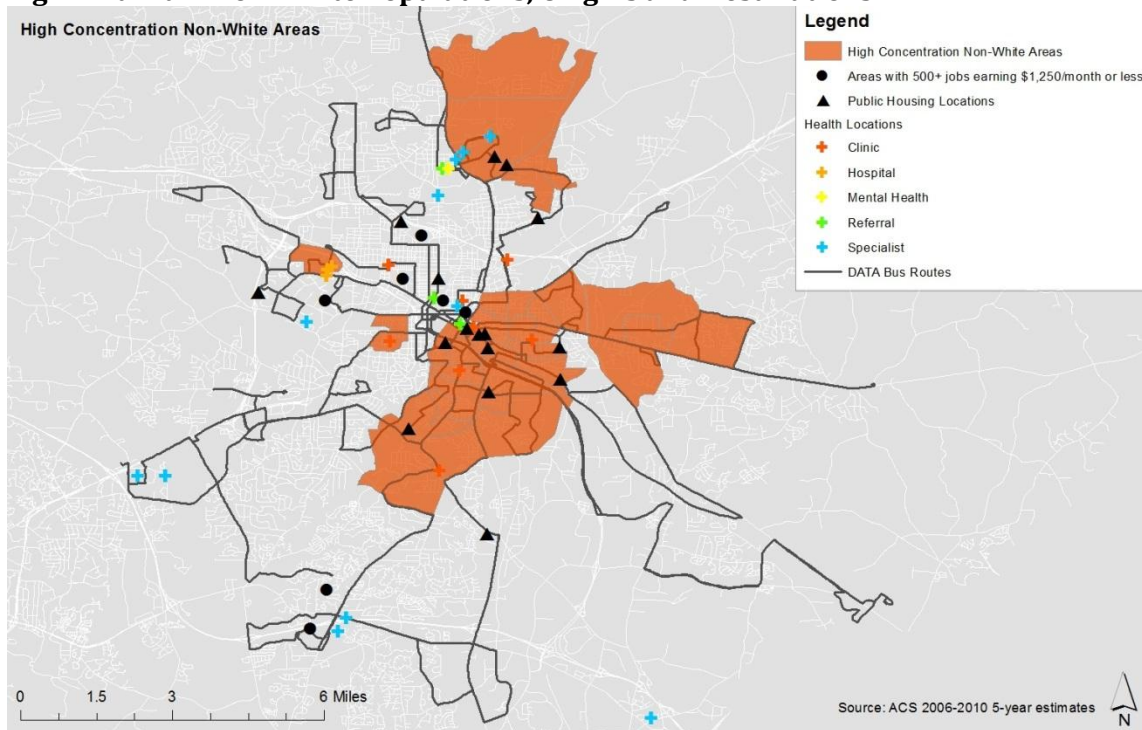 High Concentration Non-White Areas
Legend
High Concentration Non-White Areas
Areas with 500+ jobs earning $1,250/month or less
Public Housing Locations
Health Locations
Clinic
Hospital
Mental Health
Referral
Specialist
DATA Bus Routes
0 1.5 3 6 Miles
Source: ACS 2006-2010 5-year estimates
N